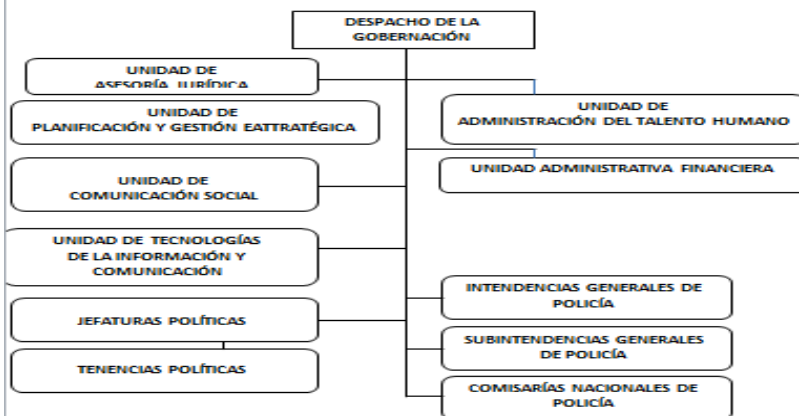 DESPACHO DE LA
GOBERNACIÓN
UNIDAD DE
ASESORÍA JURÍDICA
UNIDAD DE
PLANIFICACIÓN Y GESTIÓN EATTRATÉGICA
UNIDAD DE
ADMINISTRACIÓN DEL TALENTO HUMANO
UNIDAD ADMINISTRATIVA FINANCIERA
UNIDAD DE
COMUNICACIÓN SOCIAL
UNIDAD DE TECNOLOGÍAS
DE LA INFORMACIÓN Y
COMUNICACIÓN
INTENDENCIAS GENERALES DE
POLICÍA
JEFATURAS POLÍTICAS
SUBINTENDENCIAS GENERALES
DE POLICÍA
TENENCIAS POLÍTICAS
COMISARÍAS NACIONALES DE
POLICÍA